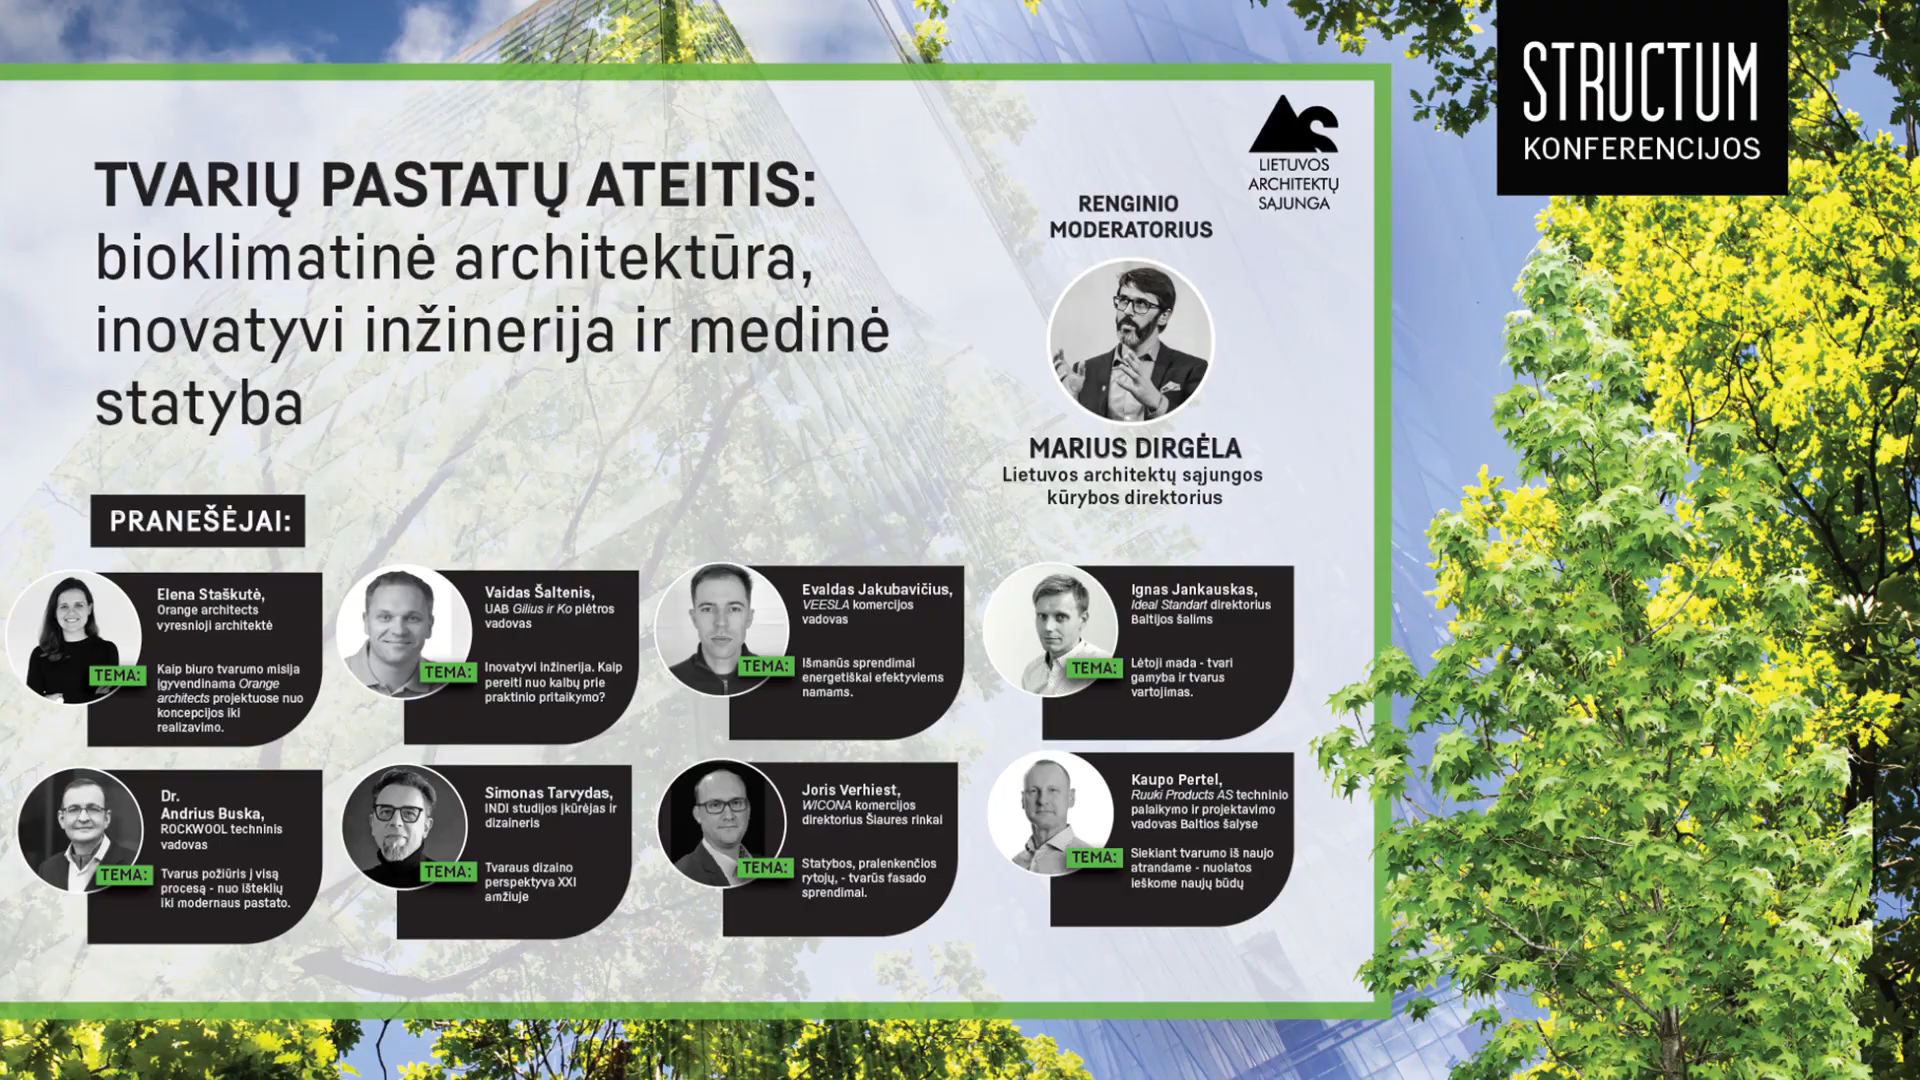 STRUCTUM
KONFERENCIJOS
LIETUVOS
ARCHITEKTŲ
SĄJUNGA
TVARIŲ PASTATŲ ATEITIS:
bioklimatinė architektūra,
inovatyvi inžinerija ir medinė
statyba
RENGINIO
MODERATORIUS
MARIUS DIRGĖLA
Lietuvos architektų sąjungos
kūrybos direktorius
PRANEŠĖJAI:
Elena Staškutė,
Orange architects
vyresnioji architektė
TEMA:
Kaip biuro tvarumo misija
įgyvendinama Orange
architects projektuose nuo
koncepcijos iki
realizavimo.
Vaidas Šaltenis,
UAB Gilius ir Ko plėtros
vadovas
TEMA:
Inovatyvi inžinerija. Kaip
pereiti nuo kalbų prie
praktinio pritaikymo?
Evaldas Jakubavičius,
VEESLA komercijos
vadovas
TEMA:
Išmanūs sprendimai
energetiškai efektyviems
namams.
Ignas Jankauskas,
Ideal Standart direktorius
Baltijos šalims
TEMA:
Lėtoji mada - tvari
gamyba ir tvarus
vartojimas.
Dr.
Andrius Buska,
ROCKWOOL techninis
vadovas
TEMA:
Tvarus požiūris į visą
procesą - nuo išteklių
iki modernaus pastato.
Simonas Tarvydas,
INDI studijos įkūrėjas ir
dizaineris
TEMA:
Tvaraus dizaino
perspektyva XXI
amžiuje
Joris Verhiest,
WICONA komercijos
direktorius Šiaurės rinkai
TEMA:
Statybos, pralenkenčios
rytojų, - tvarūs fasado
sprendimai.
Kaupo Pertel,
Ruuki Products AS techninio
palaikymo ir projektavimo
vadovas Baltios šalyse
TEMA:
Siekiant tvarumo iš naujo
atrandame - nuolatos
ieškome naujų būdų